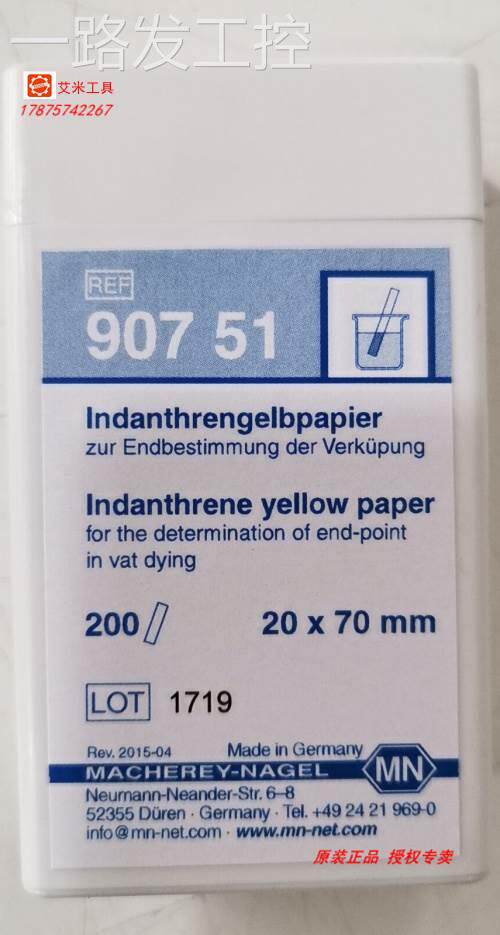 一路发工控
艾米工具
17875742267
REF
907 51
Indanthrengelbpapier
zur Endbestimmung der Verküpung
Indanthrene yellow paper
for the determination of end-point
in vat dying
200 20 x 70 mm
LOT 1719
Rev. 2015-04 Made in Germany
MACHEREY-NAGEL MN
Neumann-Neander-Str. 6–8
52355 Düren · Germany · Tel. +49 24 21 969-0
info@mn-net.com · www.mn-net.com
原装正品 授权专卖